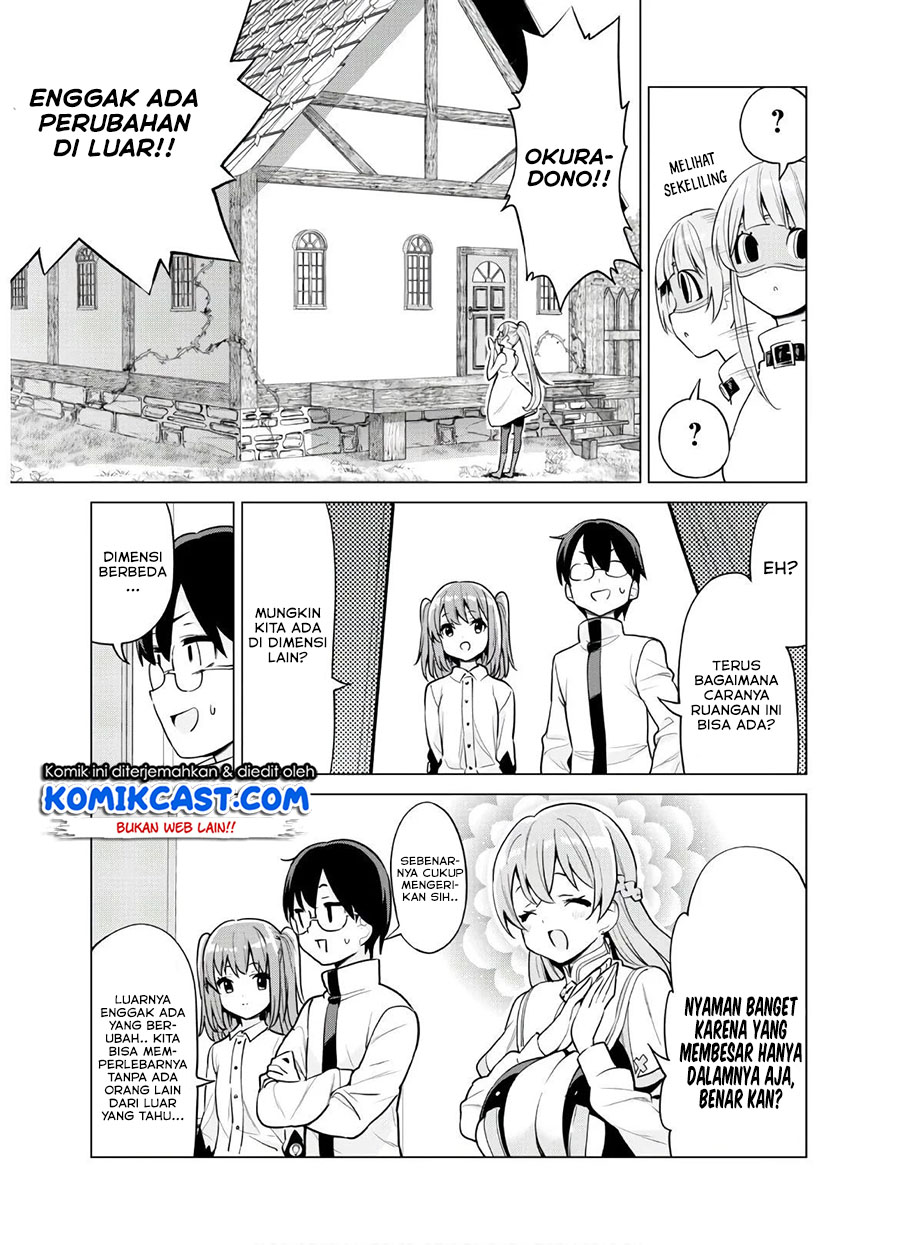 ?
MELIHAT
SEKELILING
?
OKURA-
DONO!!
ENGGAK ADA
PERUBAHAN
DI LUAR!!
EH?
TERUS
BAGAIMANA
CARANYA
RUANGAN INI
BISA ADA?
MUNGKIN
KITA ADA
DI DIMENSI
LAIN?
DIMENSI
BERBEDA
...
Komik ini diterjemahkan & diedit oleh
KOMIKCAST.COM
BUKAN WEB LAIN!!
NYAMAN BANGET
KARENA YANG
MEMBESAR HANYA
DALAMNYA AJA,
BENAR KAN?
SEBENAR-
NYA CUKUP
MENGERI-
KAN SIH..
LUARNYA
ENGGAK ADA
YANG BER-
UBAH.. KITA
BISA MEM-
PERLEBARNYA
TANPA ADA
ORANG LAIN
DARI LUAR
YANG TAHU...